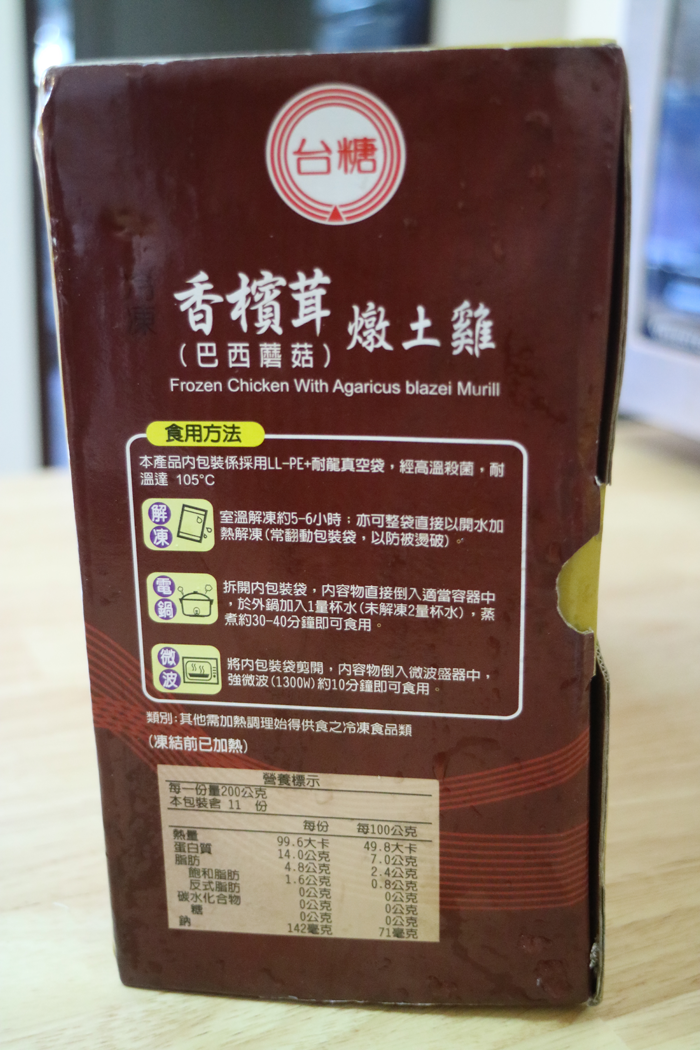 台糖
香檳茸 燉土雞
(巴西蘑菇)
Frozen Chicken With Agaricus blazei Murill
食用方法
本產品內包裝係採用LL-PE+耐龍真空袋，經高溫殺菌，耐
溫達 105°C
解凍
室溫解凍約5-6小時；亦可整袋直接以開水加
熱解凍(常翻動包裝袋，以防被燙破)。
電鍋
拆開內包裝袋，內容物直接倒入適當容器中
，於外鍋加入1量杯水(未解凍2量杯水)，蒸
煮約30-40分鐘即可食用。
微波
將內包裝袋剪開，內容物倒入微波盛器中，
強微波(1300W)約10分鐘即可食用。
類別:其他需加熱調理始得供食之冷凍食品類
(凍結前已加熱)
營養標示
每一份量200公克
本包裝含 11 份
每份 每100公克
熱量 99.6大卡 49.8大卡
蛋白質 14.0公克 7.0公克
脂肪 4.8公克 2.4公克
飽和脂肪 1.6公克 0.8公克
反式脂肪 0公克 0公克
碳水化合物 0公克 0公克
糖 0公克 0公克
鈉 142毫克 71毫克